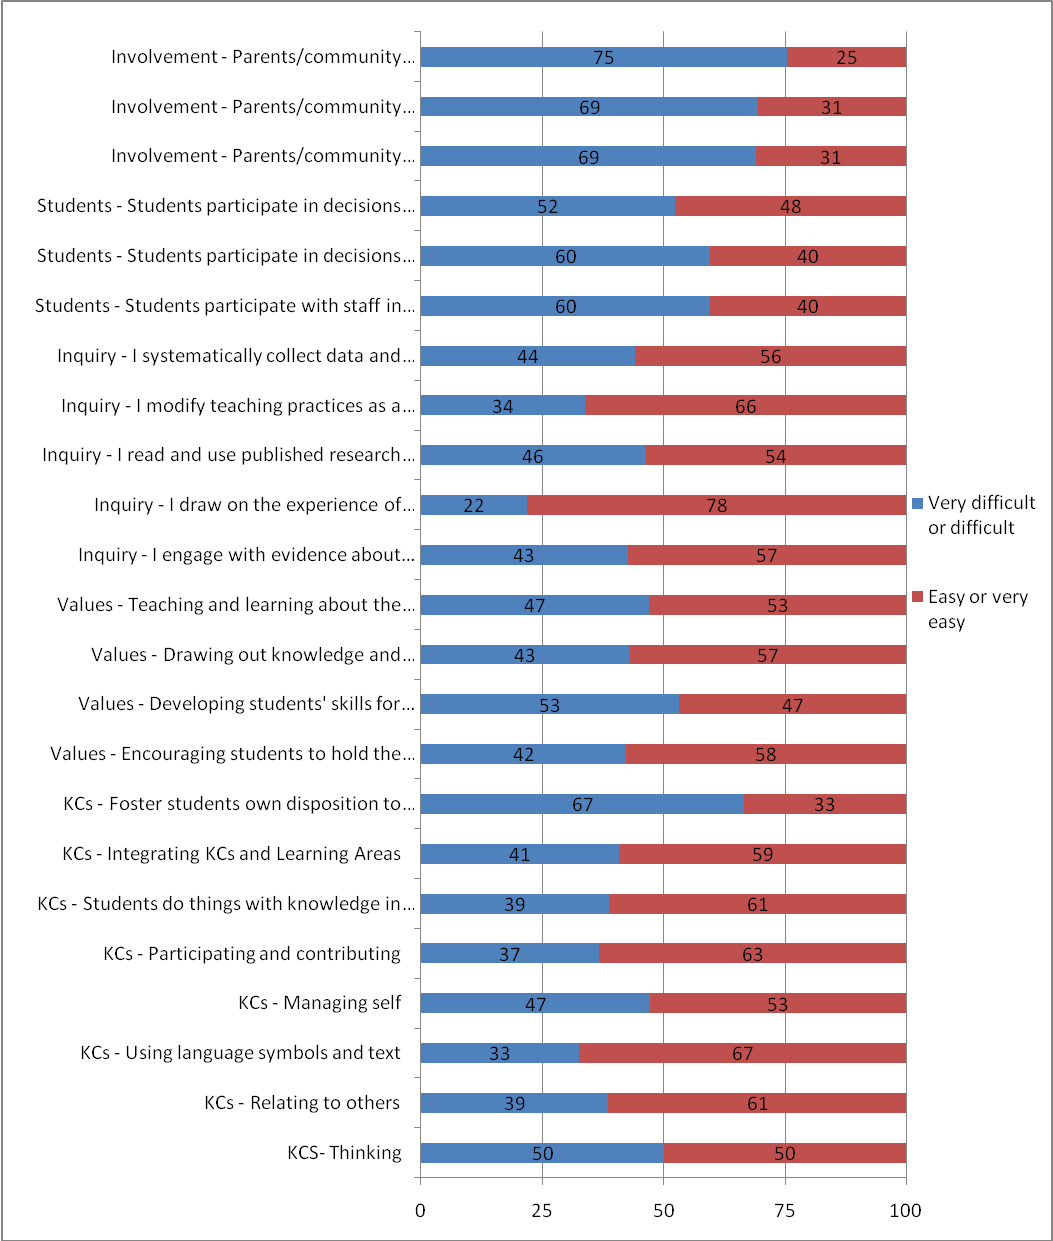 Involvement - Parents/community... 75 25
Involvement - Parents/community... 69 31
Involvement - Parents/community... 69 31
Students - Students participate in decisions... 52 48
Students - Students participate in decisions... 60 40
Students - Students participate with staff in... 60 40
Inquiry - I systematically collect data and... 44 56
Inquiry - I modify teaching practices as a... 34 66
Inquiry - I read and use published research... 46 54
Inquiry - I draw on the experience of... 22 78
Inquiry - I engage with evidence about... 43 57
Values - Teaching and learning about the... 47 53
Values - Drawing out knowledge and... 43 57
Values - Developing students' skills for... 53 47
Values - Encouraging students to hold the... 42 58
KCs - Foster students own disposition to... 67 33
KCs - Integrating KCs and Learning Areas 41 59
KCs - Students do things with knowledge in... 39 61
KCs - Participating and contributing 37 63
KCs - Managing self 47 53
KCs - Using language symbols and text 33 67
KCs - Relating to others 39 61
KCS- Thinking 50 50
0 25 50 75 100
Very difficult
or difficult
Easy or very
easy